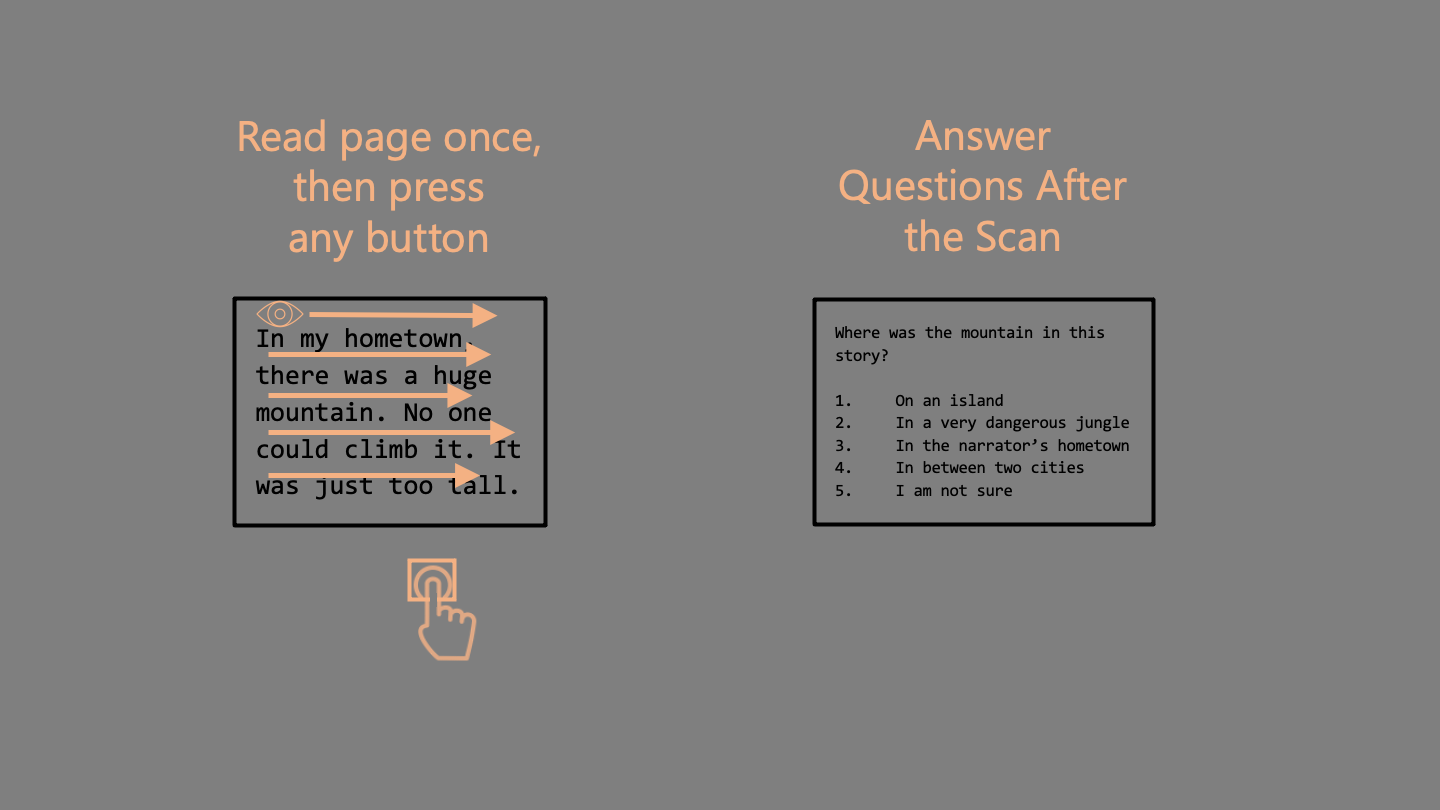 Read page once,
then press
any button
In my hometown,
there was a huge
mountain. No one
could climb it. It
was just too tall.
Answer
Questions After
the Scan
Where was the mountain in this
story?
1. On an island
2. In a very dangerous jungle
3. In the narrator’s hometown
4. In between two cities
5. I am not sure